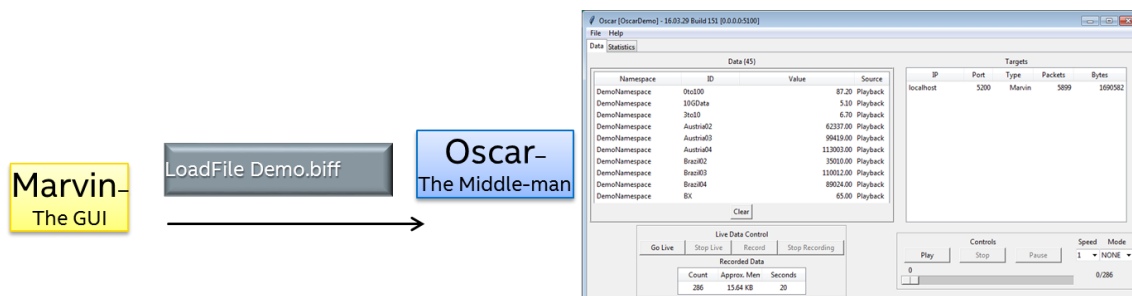 Marvin–
The GUI
LoadFile Demo.biff
Oscar–
The Middle-man
Oscar [OscarDemo] - 16.03.29 Build 151 [0.0.0.0:5100]
File Help
Data Statistics
Data (45)
Namespace ID Value Source
DemoNamespace 0to100 87.20 Playback
DemoNamespace 10GData 5.10 Playback
DemoNamespace 3to10 6.70 Playback
DemoNamespace Austria02 62337.00 Playback
DemoNamespace Austria03 99419.00 Playback
DemoNamespace Austria04 113003.00 Playback
DemoNamespace Brazil02 35010.00 Playback
DemoNamespace Brazil03 110012.00 Playback
DemoNamespace Brazil04 89024.00 Playback
DemoNamespace BX 65.00 Playback
Clear
Targets
IP Port Type Packets Bytes
localhost 5200 Marvin 5899 1690582
Live Data Control
Go Live Stop Live Record Stop Recording
Recorded Data
Count Approx. Men Seconds
286 15.64 KB 20
Controls
Play Stop Pause
Speed Mode
1 NONE
0
0/286